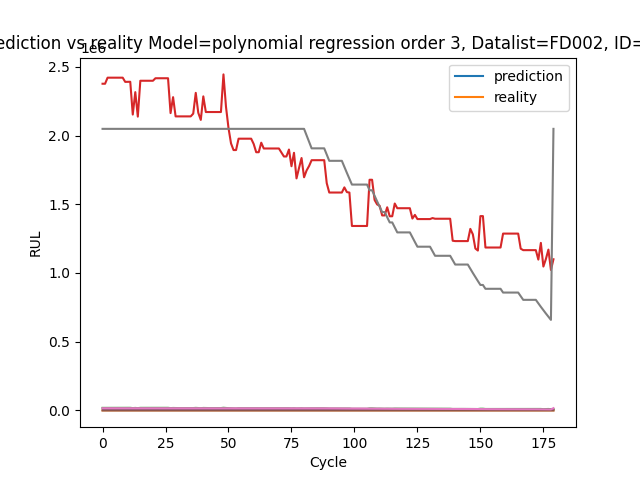 ediction vs reality Model=polynomial regression order 3, Datalist=FD002, ID=
1e6
prediction
reality
2.5
2.0
1.5
1.0
0.5
0.0
RUL
0 25 50 75 100 125 150 175
Cycle